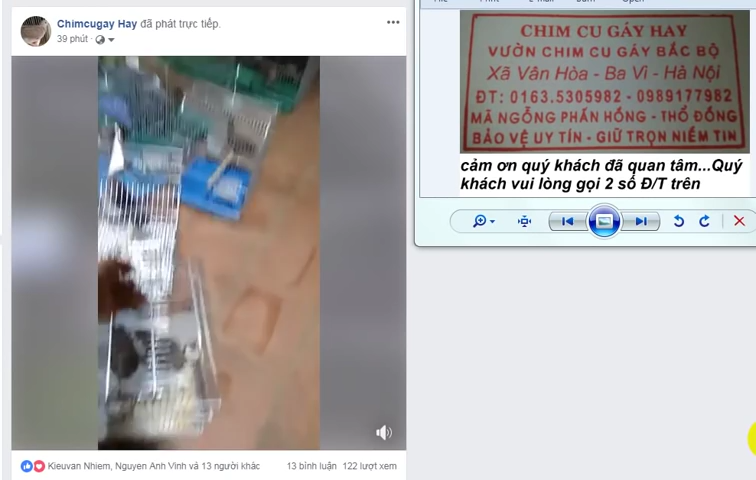 Chimcugay Hay đã phát trực tiếp.
39 phút ·
Kieuvan Nhiem, Nguyen Anh Vinh và 13 người khác
13 bình luận 122 lượt xem
CHIM CU GÁY HAY
VƯỜN CHIM CU GÁY BẮC BỘ
Xã Vân Hòa - Ba Vì - Hà Nội
ĐT: 0163.5305982 - 0989177982
MÃ NGỖNG PHẤN HỒNG - THỔ ĐỒNG
BẢO VỆ UY TÍN - GIỮ TRỌN NIỀM TIN
cảm ơn quý khách đã quan tâm...Quý
khách vui lòng gọi 2 số Đ/T trên